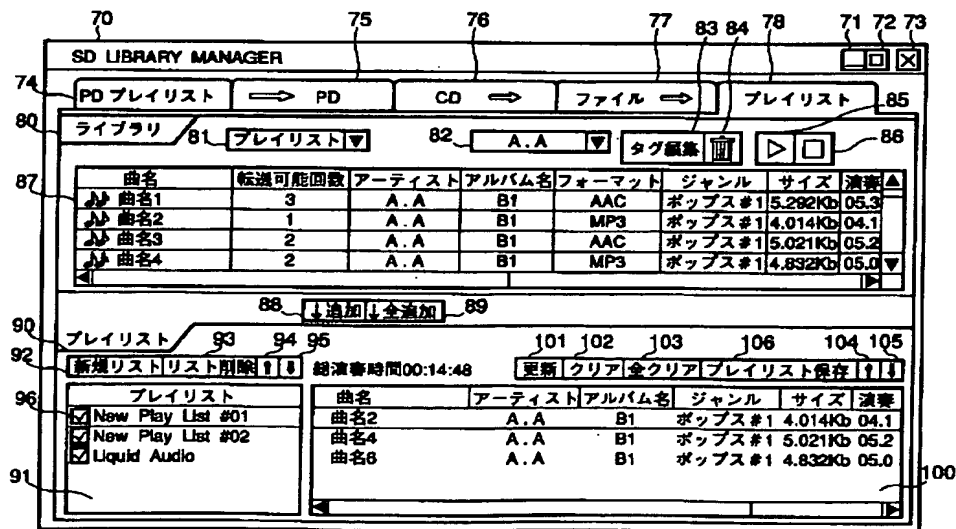 70 75 76 77 83 84 78 71 72 73
SD LIBRARY MANAGER
74 PD プレイリスト ⇨ PD CD ⇨ ファイル ⇨ プレイリスト
80 ライブラリ 81 プレイリスト ▼ 82 A.A ▼ タグ編集 85 86
87 曲名 転送可能回数 アーティスト アルバム名 フォーマット ジャンル サイズ 演奏
曲名1 3 A.A B1 AAC ポップス#1 5.292Kb 05.3
曲名2 1 A.A B1 MP3 ポップス#1 4.014Kb 04.1
曲名3 2 A.A B1 AAC ポップス#1 5.021Kb 05.2
曲名4 2 A.A B1 MP3 ポップス#1 4.832Kb 05.0
88 ↓追加 ↓全追加 89
90 プレイリスト 93 94 95 101 102 103 106 104 105
92 新規リスト リスト削除 ↑ ↓ 総演奏時間00:14:48 更新 クリア 全クリア プレイリスト保存 ↑ ↓
96 プレイリスト 曲名 アーティスト アルバム名 ジャンル サイズ 演奏
New Play List #01 曲名2 A.A B1 ポップス#1 4.014Kb 04.1
New Play List #02 曲名4 A.A B1 ポップス#1 5.021Kb 05.2
Liquid Audio 曲名6 A.A B1 ポップス#1 4.832Kb 05.0
91 100